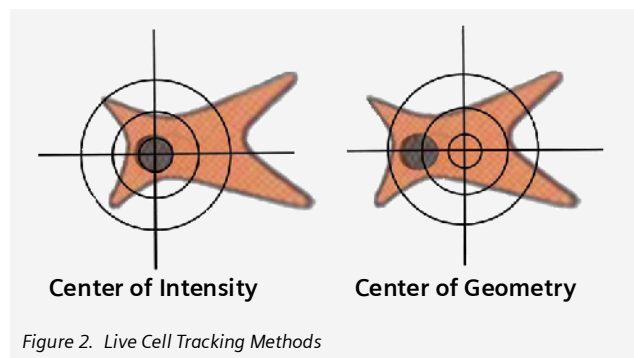 Center of Intensity
Center of Geometry
Figure 2. Live Cell Tracking Methods